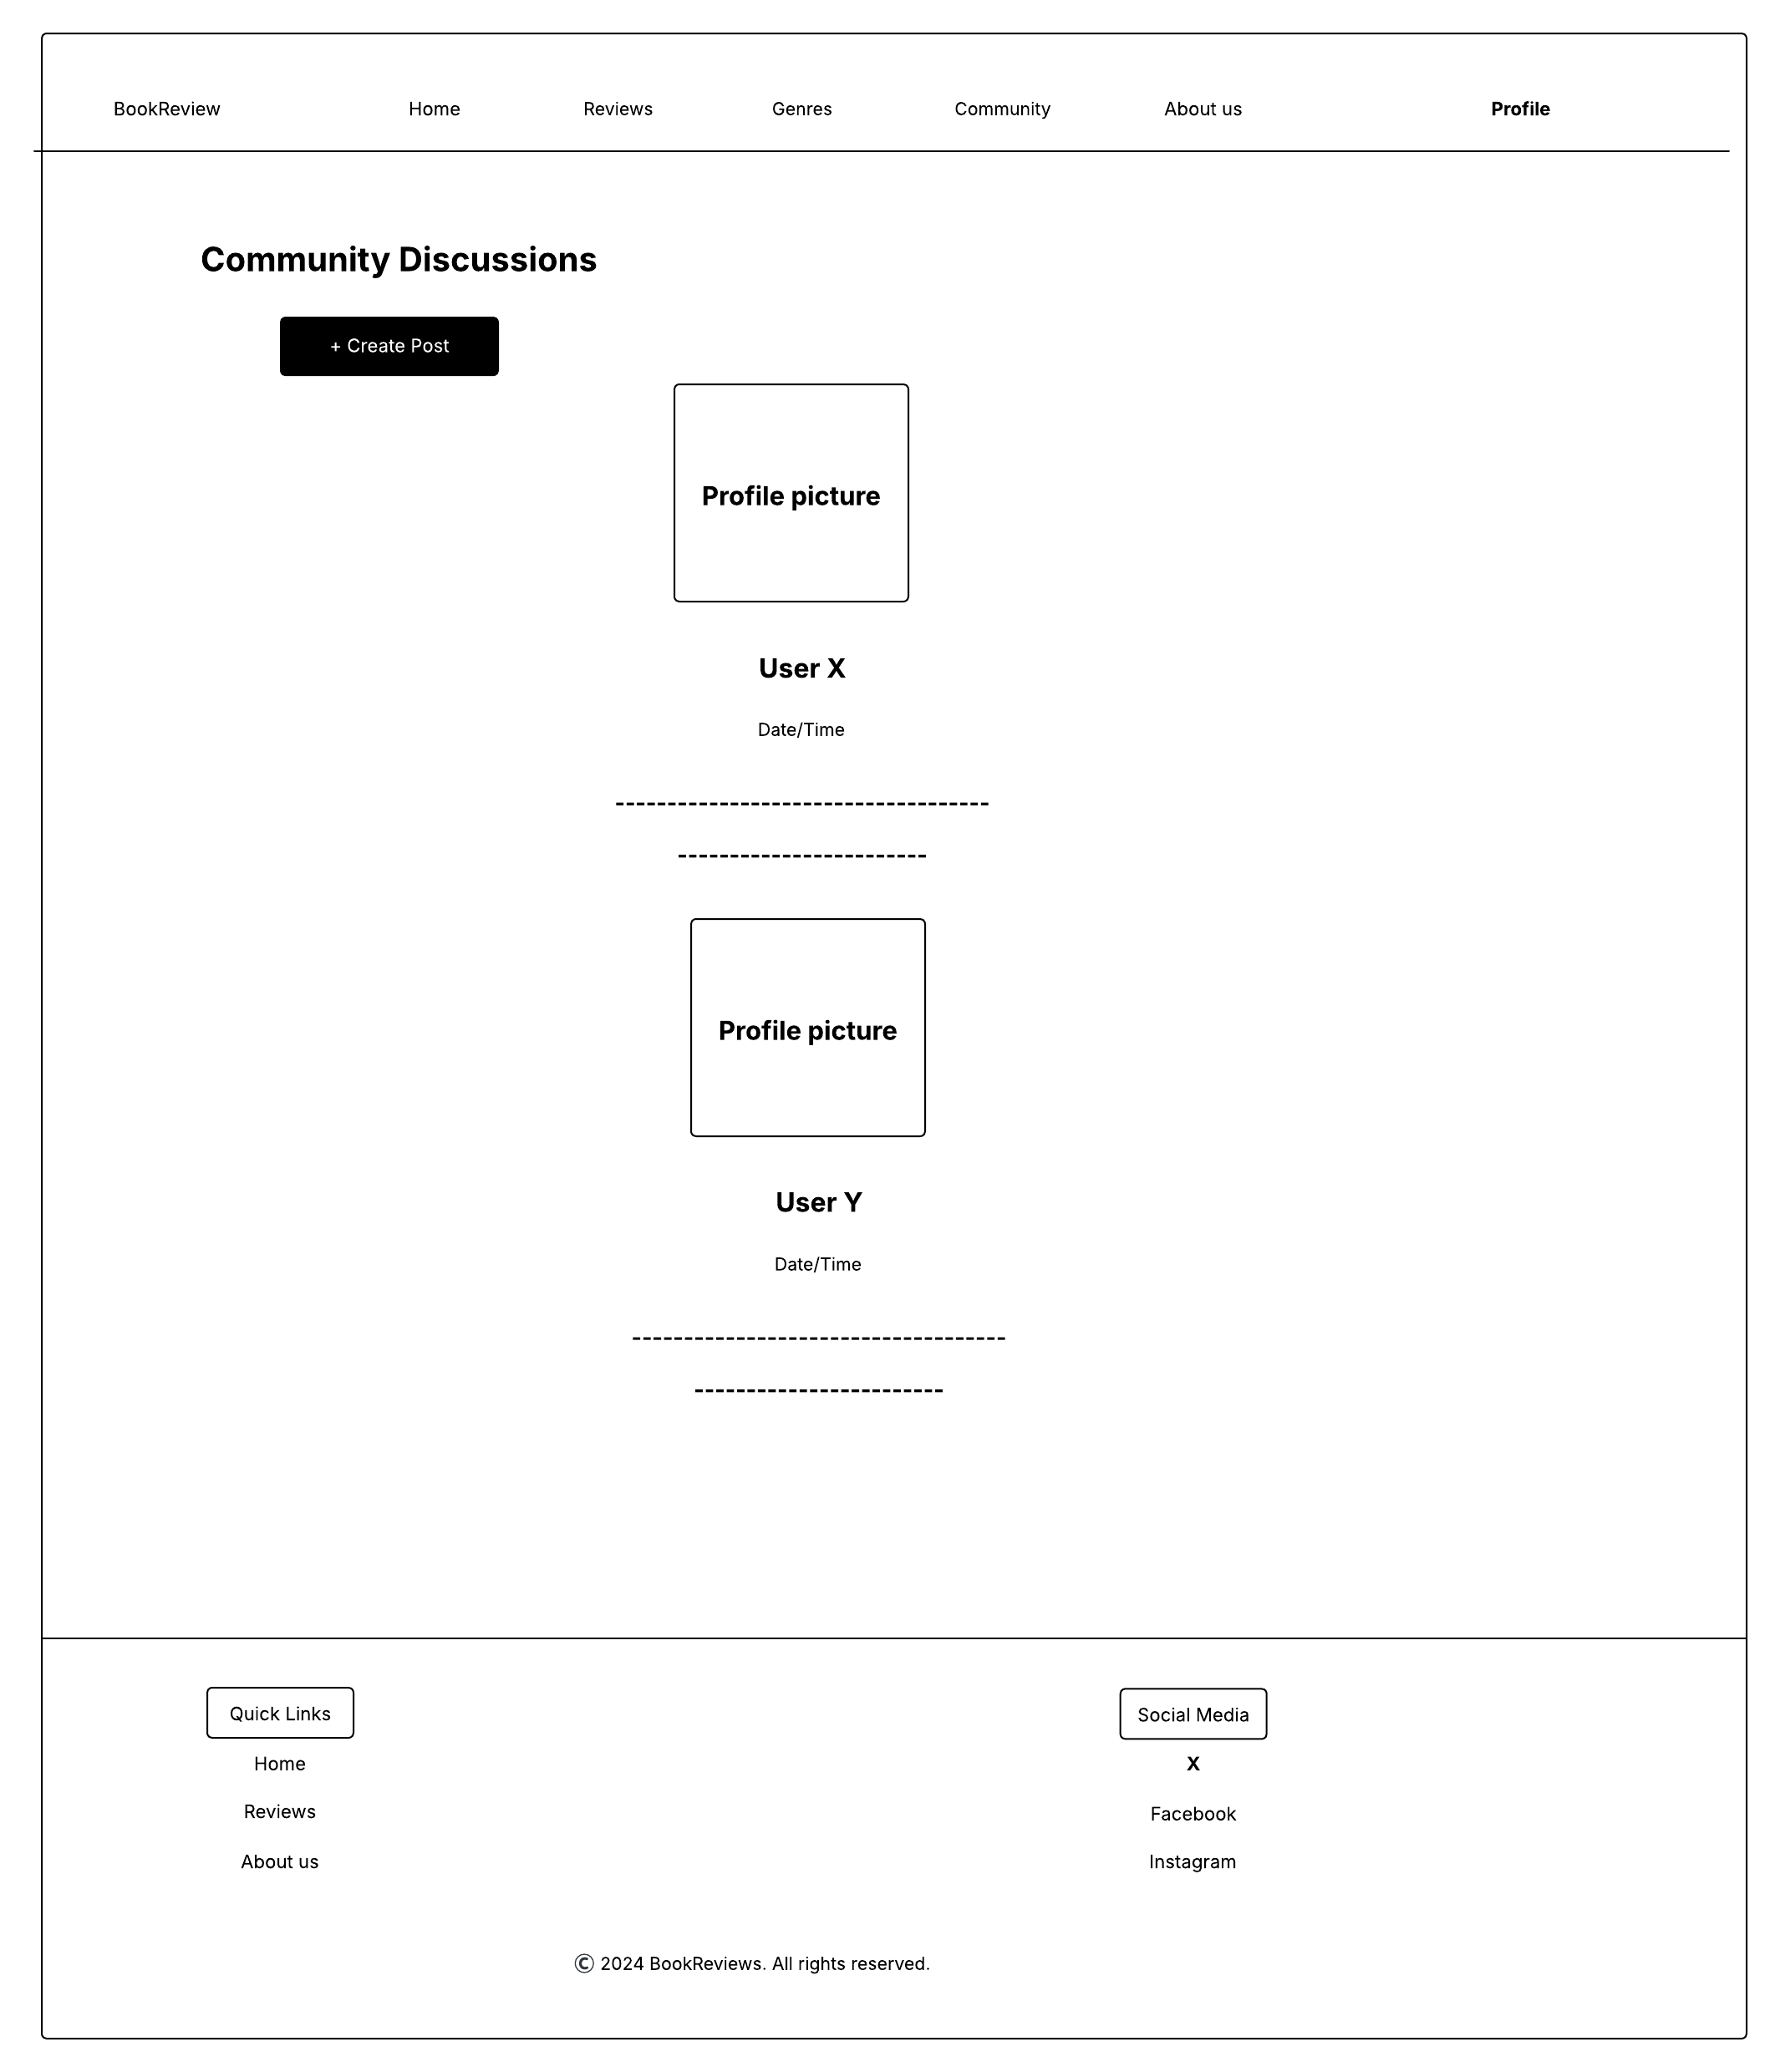 BookReview Home Reviews Genres Community About us Profile
Community Discussions
+ Create Post
Profile picture
User X
Date/Time
------------------------------------
------------------------
Profile picture
User Y
Date/Time
------------------------------------
------------------------
Quick Links
Home
Reviews
About us
Social Media
X
Facebook
Instagram
© 2024 BookReviews. All rights reserved.